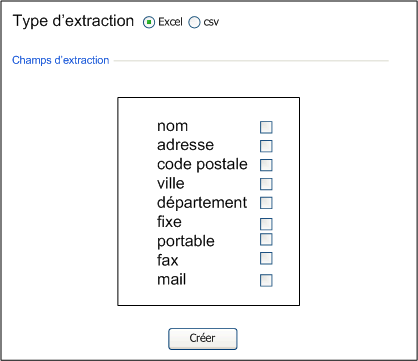 Type d'extraction Excel csv
Champs d'extraction
nom
adresse
code postale
ville
département
fixe
portable
fax
mail
Créer